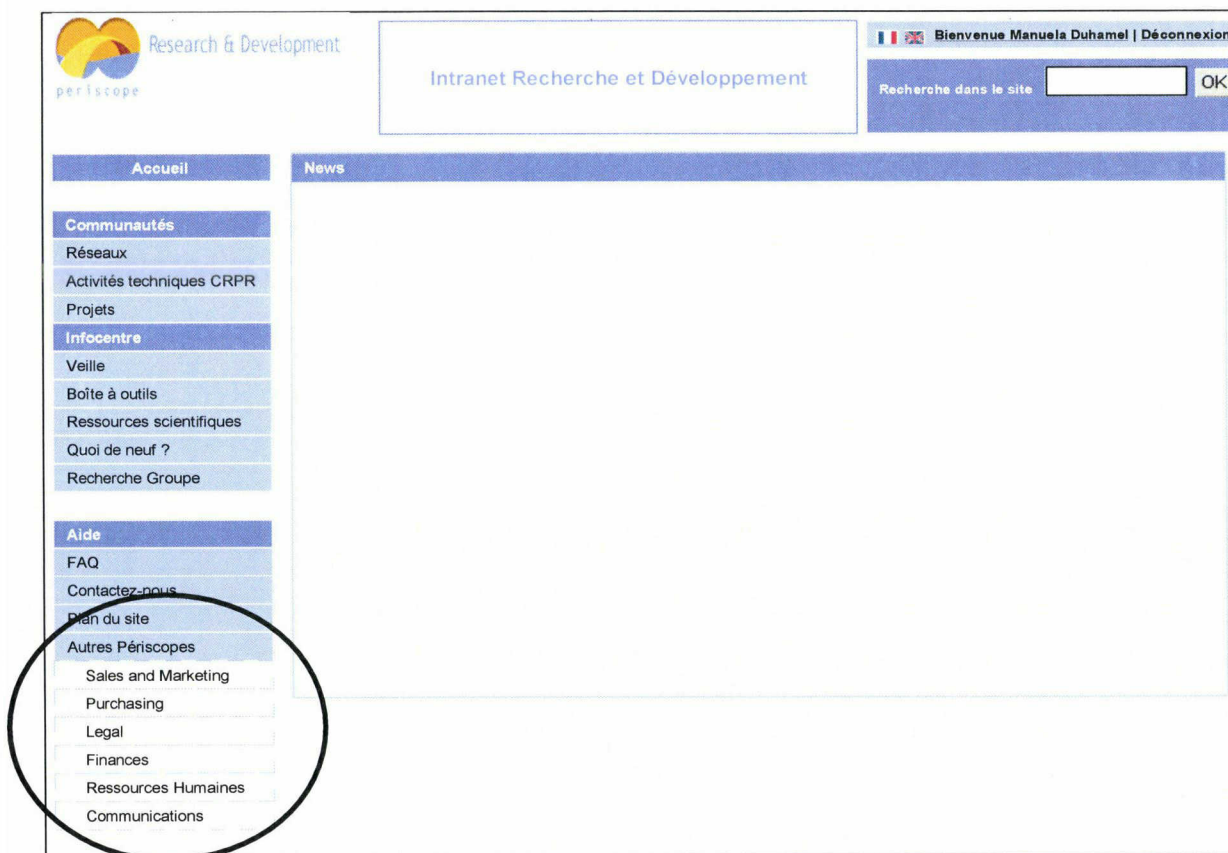 Research & Development
periscope
Intranet Recherche et Développement
Bienvenue Manuela Duhamel | Déconnexion
Recherche dans le site
OK
Accueil
News
Communautés
Réseaux
Activités techniques CRPR
Projets
Infocentre
Veille
Boîte à outils
Ressources scientifiques
Quoi de neuf ?
Recherche Groupe
Aide
FAQ
Contactez-nous
Plan du site
Autres Périscopes
Sales and Marketing
Purchasing
Legal
Finances
Ressources Humaines
Communications